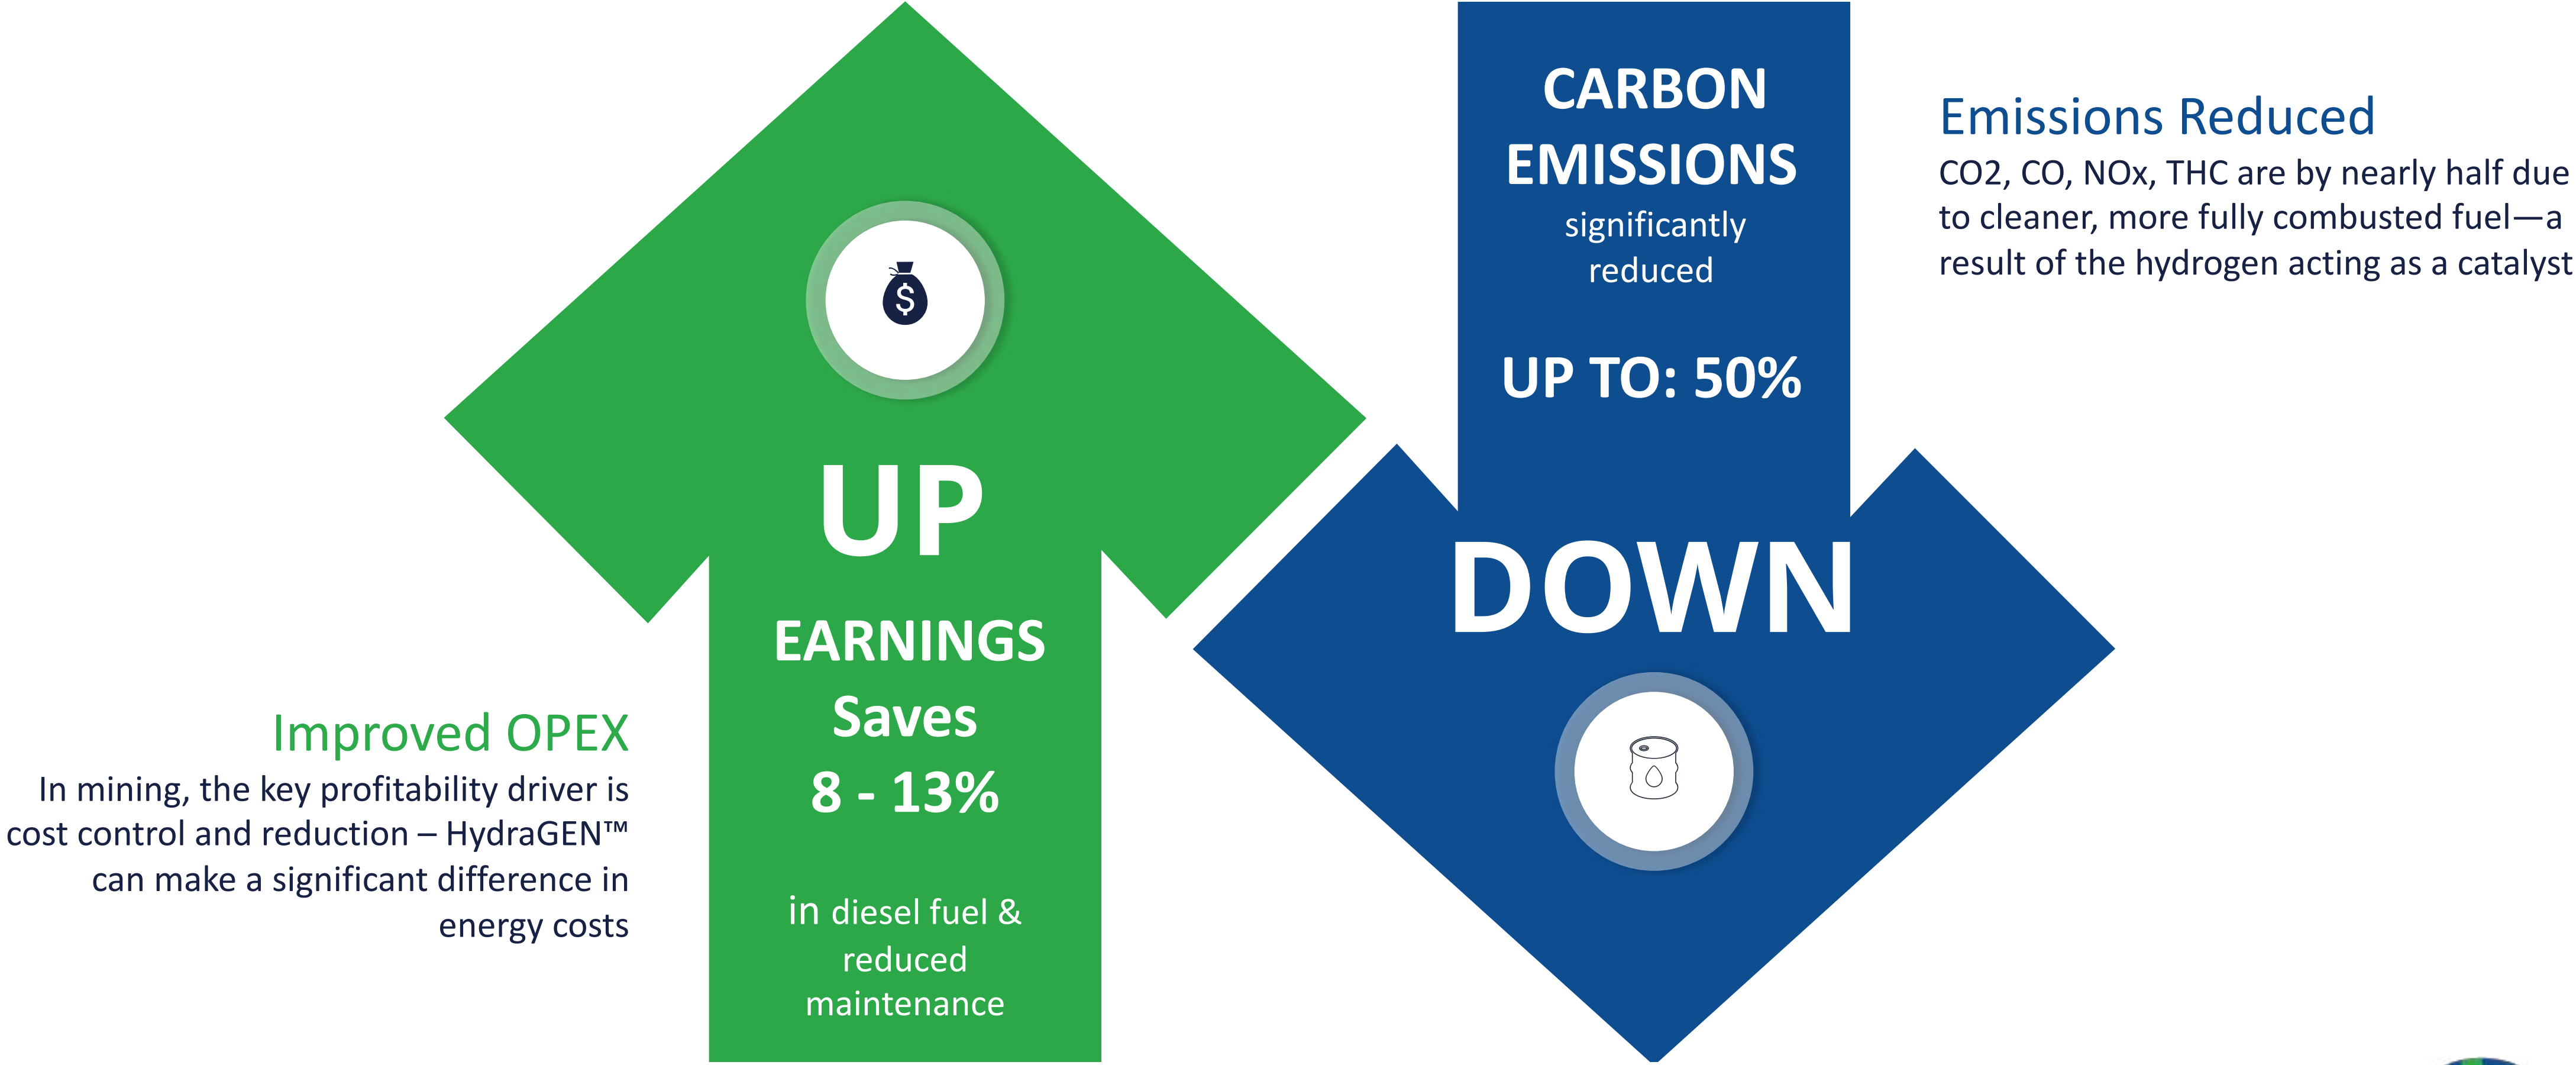 UP
EARNINGS
Saves
8 - 13%
in diesel fuel &
reduced
maintenance
Improved OPEX
In mining, the key profitability driver is
cost control and reduction – HydraGEN™
can make a significant difference in
energy costs
CARBON
EMISSIONS
significantly
reduced
UP TO: 50%
DOWN
Emissions Reduced
CO2, CO, NOx, THC are by nearly half due
to cleaner, more fully combusted fuel—a
result of the hydrogen acting as a catalyst
$